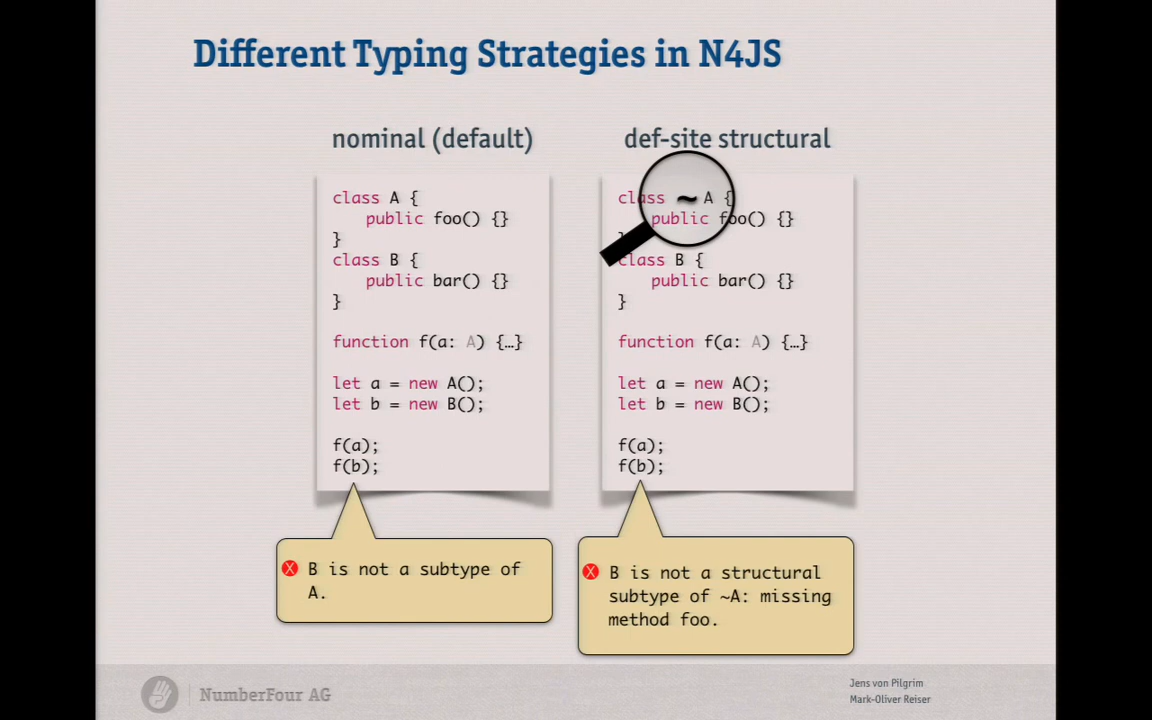 Different Typing Strategies in N4JS
nominal (default)
class A {
public foo() {}
}
class B {
public bar() {}
}
function f(a: A) {…}
let a = new A();
let b = new B();
f(a);
f(b);
B is not a subtype of
A.
def-site structural
class ~ A {
public foo() {}
}
class B {
public bar() {}
}
function f(a: A) {…}
let a = new A();
let b = new B();
f(a);
f(b);
B is not a structural
subtype of ~A: missing
method foo.
NumberFour AG
Jens von Pilgrim
Mark-Oliver Reiser